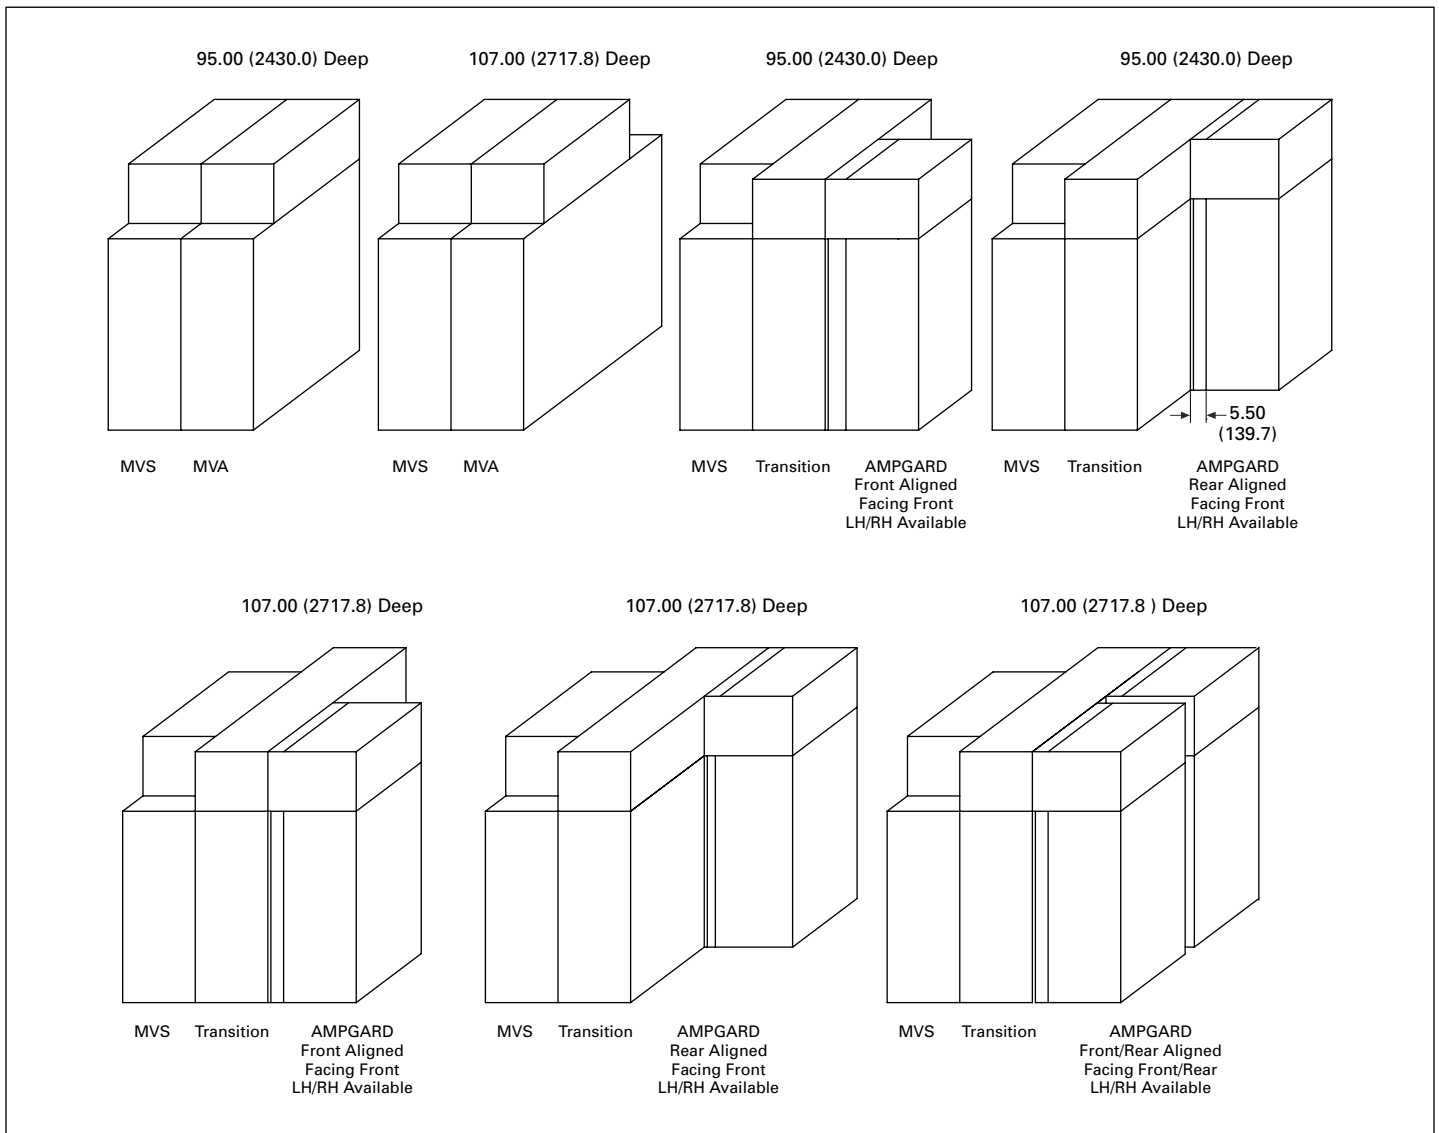 95.00 (2430.0) Deep
107.00 (2717.8) Deep
95.00 (2430.0) Deep
95.00 (2430.0) Deep
5.50
(139.7)
MVS
MVA
MVS
MVA
MVS
Transition
AMPGARD
Front Aligned
Facing Front
LH/RH Available
MVS
Transition
AMPGARD
Rear Aligned
Facing Front
LH/RH Available
107.00 (2717.8) Deep
107.00 (2717.8) Deep
107.00 (2717.8 ) Deep
MVS
Transition
AMPGARD
Front Aligned
Facing Front
LH/RH Available
MVS
Transition
AMPGARD
Rear Aligned
Facing Front
LH/RH Available
MVS
Transition
AMPGARD
Front/Rear Aligned
Facing Front/Rear
LH/RH Available